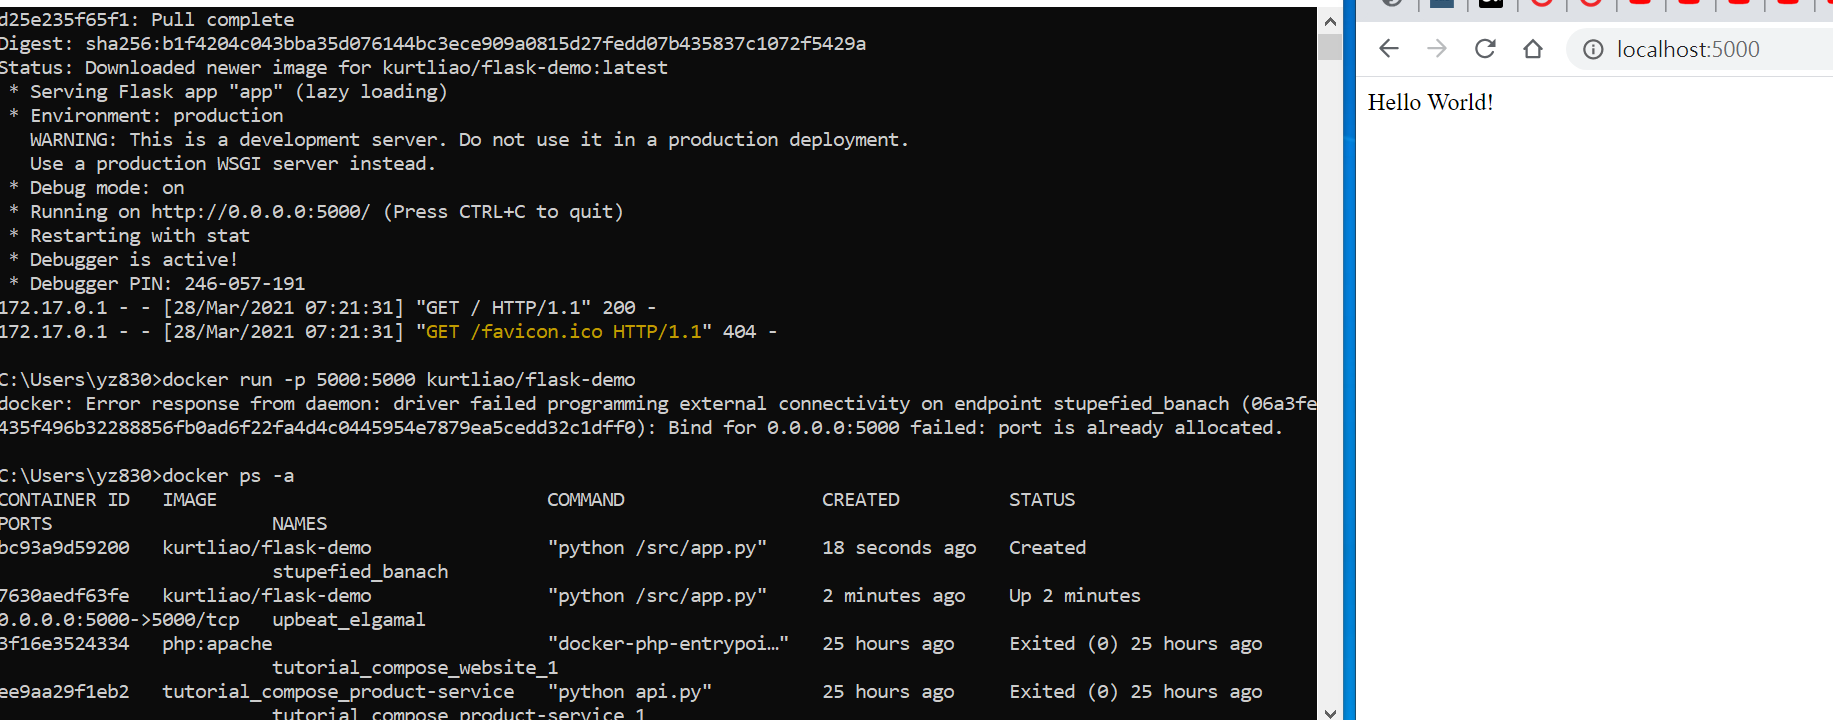 d25e235f65f1: Pull complete
Digest: sha256:b1f4204c043bba35d076144bc3ece909a0815d27fedd07b435837c1072f5429a
Status: Downloaded newer image for kurtliao/flask-demo:latest
* Serving Flask app "app" (lazy loading)
* Environment: production
WARNING: This is a development server. Do not use it in a production deployment.
Use a production WSGI server instead.
* Debug mode: on
* Running on http://0.0.0.0:5000/ (Press CTRL+C to quit)
* Restarting with stat
* Debugger is active!
* Debugger PIN: 246-057-191
172.17.0.1 - - [28/Mar/2021 07:21:31] "GET / HTTP/1.1" 200 -
172.17.0.1 - - [28/Mar/2021 07:21:31] "GET /favicon.ico HTTP/1.1" 404 -
C:\Users\yz830>docker run -p 5000:5000 kurtliao/flask-demo
docker: Error response from daemon: driver failed programming external connectivity on endpoint stupefied_banach (06a3fe
435f496b32288856fb0ad6f22fa4d4c0445954e7879ea5cedd32c1dff0): Bind for 0.0.0.0:5000 failed: port is already allocated.
C:\Users\yz830>docker ps -a
CONTAINER ID IMAGE COMMAND CREATED STATUS
PORTS NAMES
bc93a9d59200 kurtliao/flask-demo "python /src/app.py" 18 seconds ago Created
stupefied_banach
7630aedf63fe kurtliao/flask-demo "python /src/app.py" 2 minutes ago Up 2 minutes
0.0.0.0:5000->5000/tcp upbeat_elgamal
3f16e3524334 php:apache "docker-php-entrypoi…" 25 hours ago Exited (0) 25 hours ago
tutorial_compose_website_1
ee9aa29f1eb2 tutorial_compose_product-service "python api.py" 25 hours ago Exited (0) 25 hours ago
tutorial_compose_product-service_1
localhost:5000
Hello World!